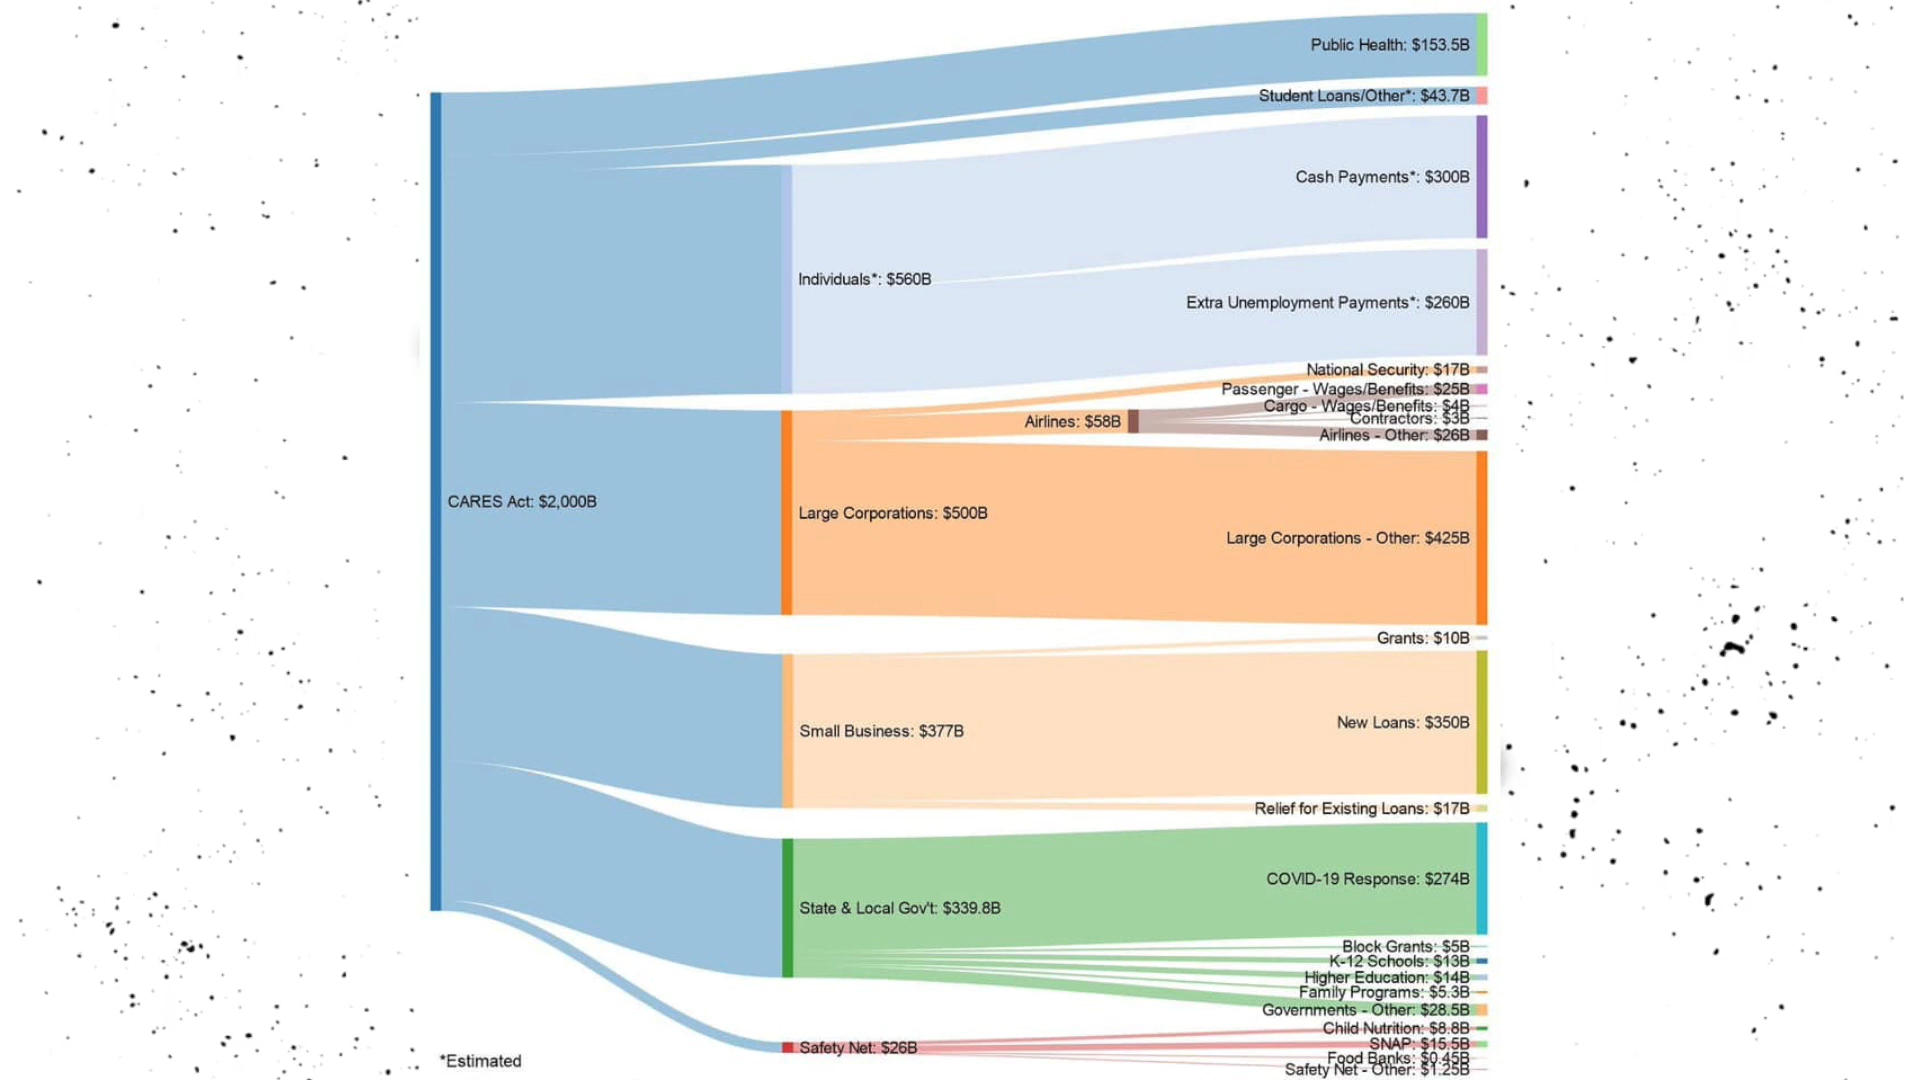 Public Health: $153.5B
Student Loans/Other*: $43.7B
Cash Payments*: $300B
Individuals*: $560B
Extra Unemployment Payments*: $260B
National Security: $17B
Passenger - Wages/Benefits: $25B
Cargo - Wages/Benefits: $4B
Contractors: $3B
Airlines: $58B
Airlines - Other: $26B
CARES Act: $2,000B
Large Corporations: $500B
Large Corporations - Other: $425B
Grants: $10B
New Loans: $350B
Small Business: $377B
Relief for Existing Loans: $17B
COVID-19 Response: $274B
State & Local Gov't: $339.8B
Block Grants: $5B
K-12 Schools: $13B
Higher Education: $14B
Family Programs: $5.3B
Governments - Other: $28.5B
Child Nutrition: $8.8B
SNAP: $15.5B
Safety Net: $26B
Food Banks: $0.45B
Safety Net - Other: $1.25B
*Estimated